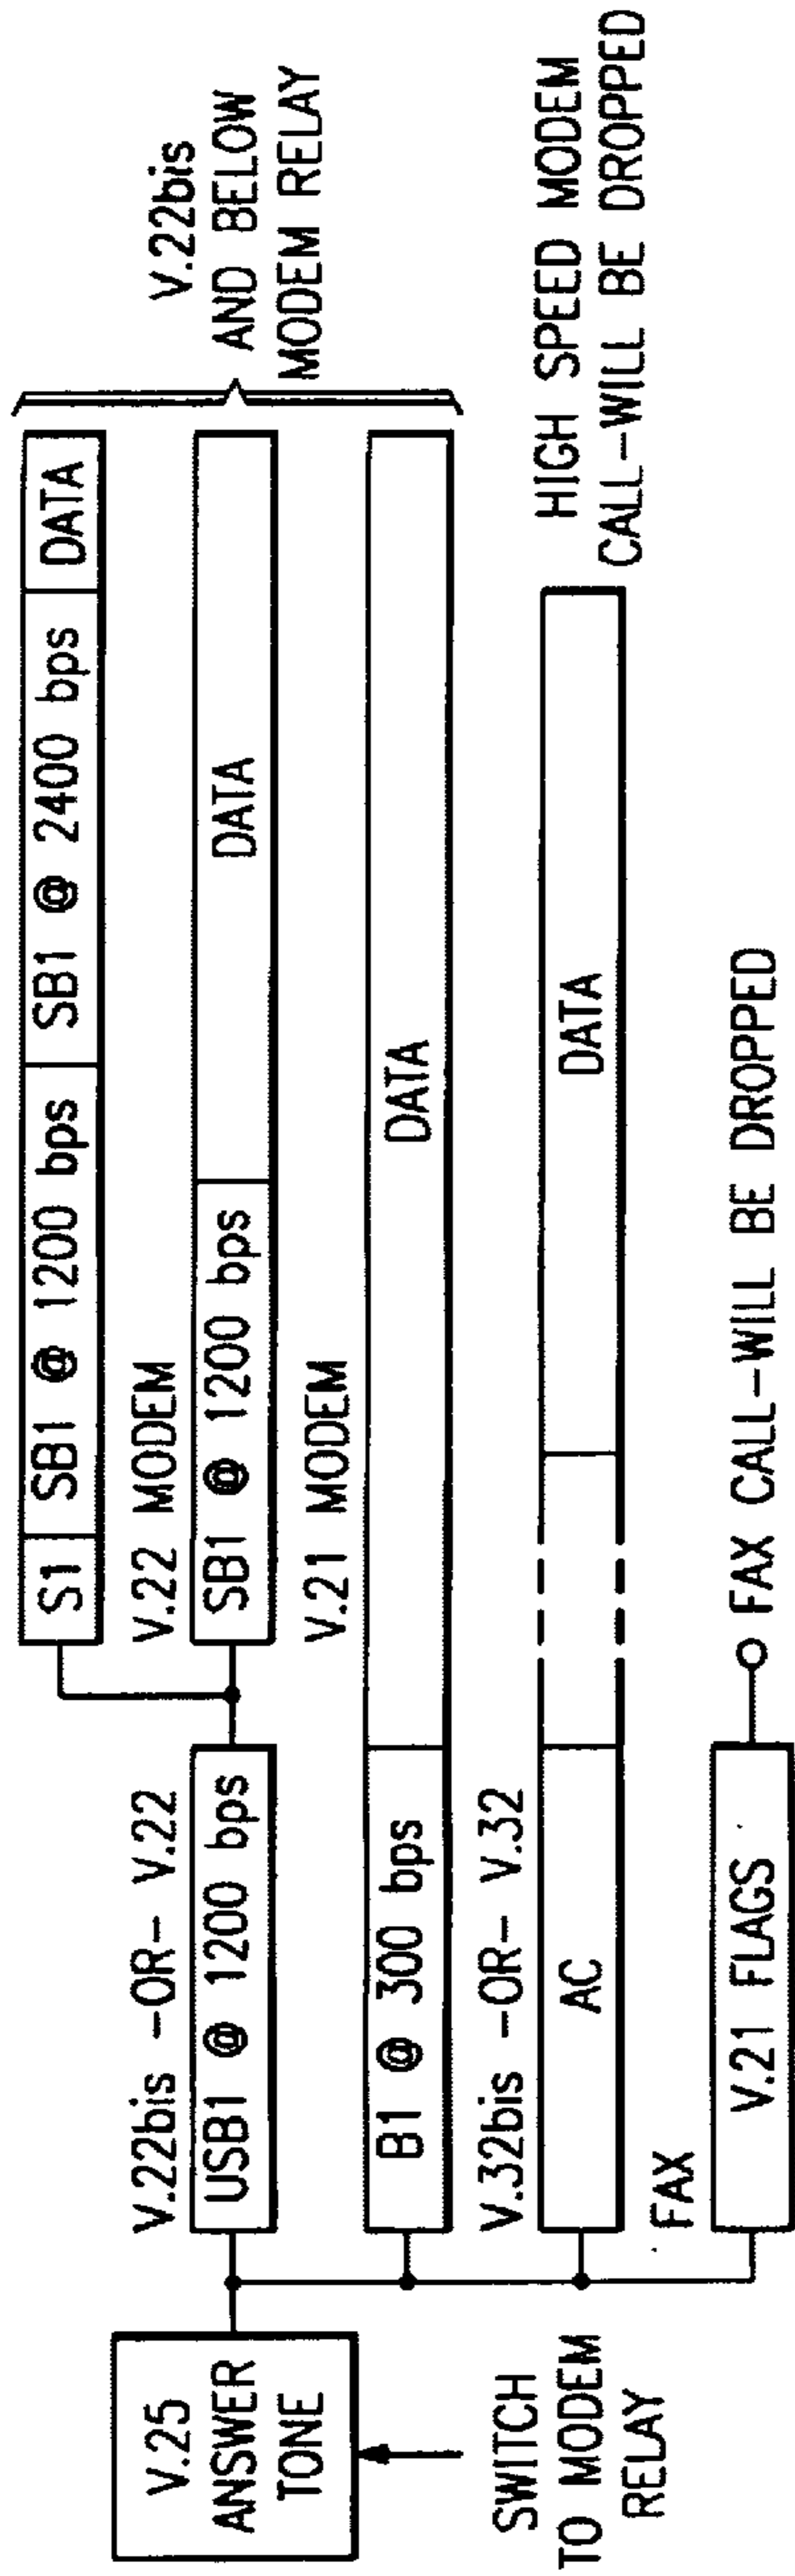 V.25
ANSWER
TONE
SWITCH
TO MODEM
RELAY
V.22bis -OR- V.22
USB1 @ 1200 bps
S1
SB1 @ 1200 bps
SB1 @ 2400 bps
DATA
V.22 MODEM
SB1 @ 1200 bps
DATA
V.22bis
AND BELOW
MODEM RELAY
V.21 MODEM
B1 @ 300 bps
DATA
V.32bis -OR- V.32
AC
DATA
HIGH SPEED MODEM
CALL-WILL BE DROPPED
FAX
V.21 FLAGS
FAX CALL-WILL BE DROPPED